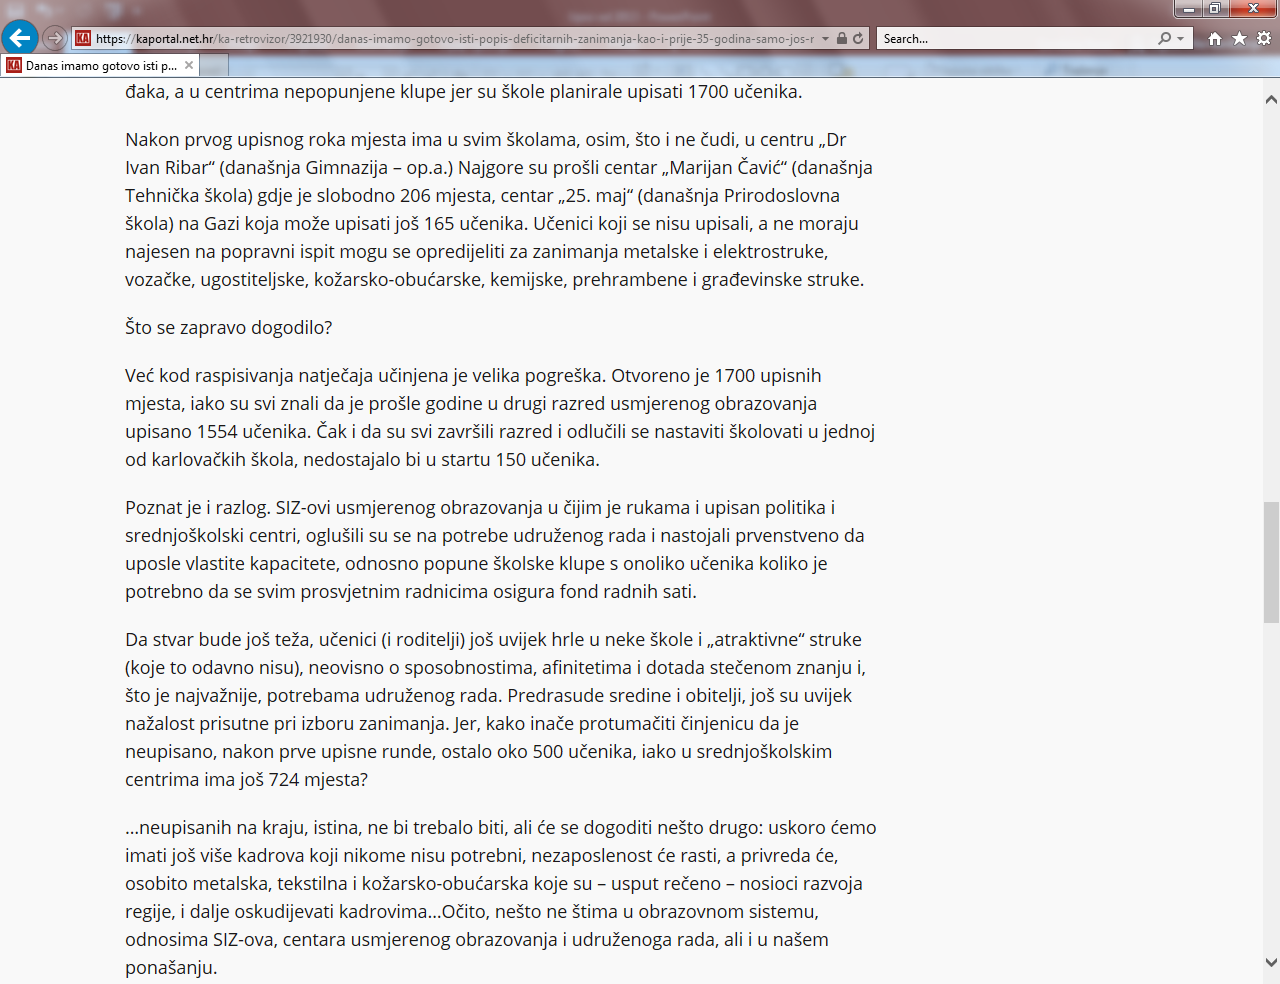 https://kaportal.net.hr/ka-retrovizor/3921930/danas-imamo-gotovo-isti-popis-deficitarnih-zanimanja-kao-i-prije-35-godina-samo-jos-r
Search...
KA
Danas imamo gotovo isti p...
đaka, a u centrima nepopunjene klupe jer su škole planirale upisati 1700 učenika.
Nakon prvog upisnog roka mjesta ima u svim školama, osim, što i ne čudi, u centru „Dr
Ivan Ribar“ (današnja Gimnazija – op.a.) Najgore su prošli centar „Marijan Čavić“ (današnja
Tehnička škola) gdje je slobodno 206 mjesta, centar „25. maj“ (današnja Prirodoslovna
škola) na Gazi koja može upisati još 165 učenika. Učenici koji se nisu upisali, a ne moraju
najesen na popravni ispit mogu se opredijeliti za zanimanja metalske i elektrostruke,
vozačke, ugostiteljske, kožarsko-obućarske, kemijske, prehrambene i građevinske struke.
Što se zapravo dogodilo?
Već kod raspisivanja natječaja učinjena je velika pogreška. Otvoreno je 1700 upisnih
mjesta, iako su svi znali da je prošle godine u drugi razred usmjerenog obrazovanja
upisano 1554 učenika. Čak i da su svi završili razred i odlučili se nastaviti školovati u jednoj
od karlovačkih škola, nedostajalo bi u startu 150 učenika.
Poznat je i razlog. SIZ-ovi usmjerenog obrazovanja u čijim je rukama i upisan politika i
srednjoškolski centri, oglušili su se na potrebe udruženog rada i nastojali prvenstveno da
uposle vlastite kapacitete, odnosno popune školske klupe s onoliko učenika koliko je
potrebno da se svim prosvjetnim radnicima osigura fond radnih sati.
Da stvar bude još teža, učenici (i roditelji) još uvijek hrle u neke škole i „atraktivne“ struke
(koje to odavno nisu), neovisno o sposobnostima, afinitetima i dotada stečenom znanju i,
što je najvažnije, potrebama udruženog rada. Predrasude sredine i obitelji, još su uvijek
nažalost prisutne pri izboru zanimanja. Jer, kako inače protumačiti činjenicu da je
neupisano, nakon prve upisne runde, ostalo oko 500 učenika, iako u srednjoškolskim
centrima ima još 724 mjesta?
...neupisanih na kraju, istina, ne bi trebalo biti, ali će se dogoditi nešto drugo: uskoro ćemo
imati još više kadrova koji nikome nisu potrebni, nezaposlenost će rasti, a privreda će,
osobito metalska, tekstilna i kožarsko-obućarska koje su – usput rečeno – nosioci razvoja
regije, i dalje oskudijevati kadrovima...Očito, nešto ne štima u obrazovnom sistemu,
odnosima SIZ-ova, centara usmjerenog obrazovanja i udruženoga rada, ali i u našem
ponašanju.